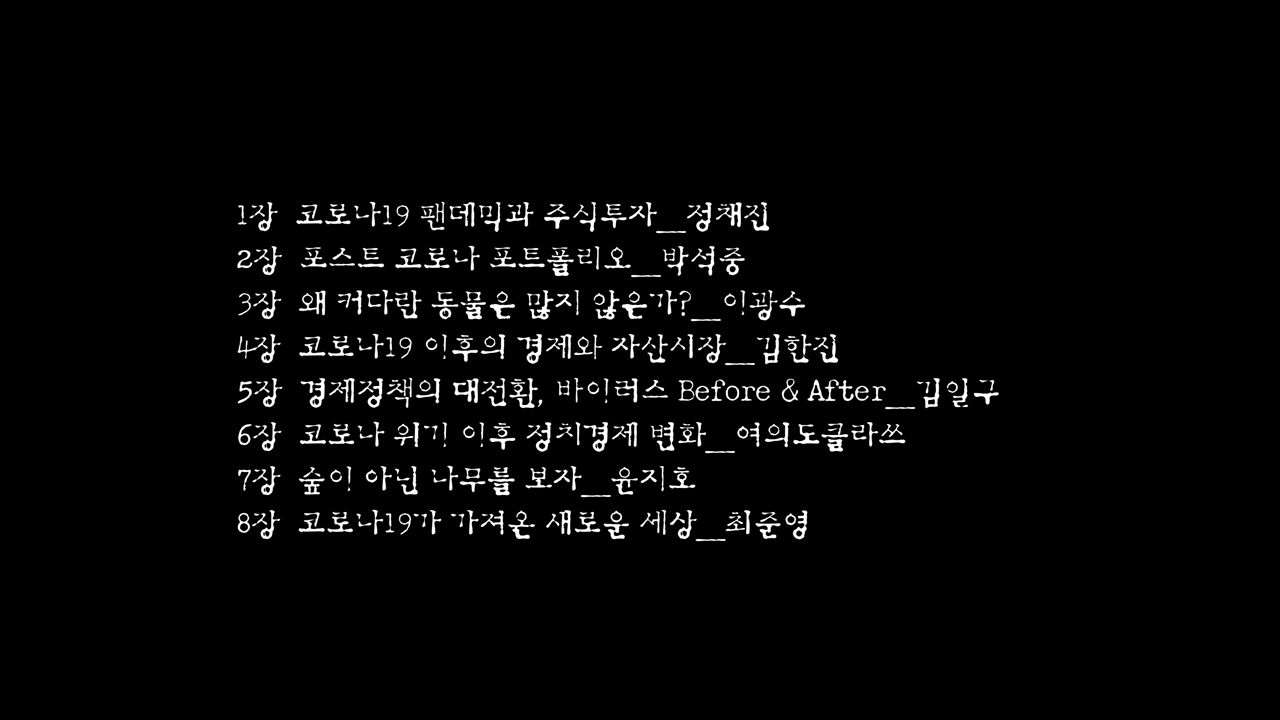 1장 코로나19 팬데믹과 주식투자__정채진
2장 포스트 코로나 포트폴리오__박석중
3장 왜 커다란 동물은 많지 않은가?__이광수
4장 코로나19 이후의 경제와 자산시장__김한진
5장 경제정책의 대전환, 바이러스 Before & After__김일구
6장 코로나 위기 이후 정치경제 변화__여의도클라쓰
7장 숲이 아닌 나무를 보자__윤지호
8장 코로나19가 가져온 새로운 세상__최준영